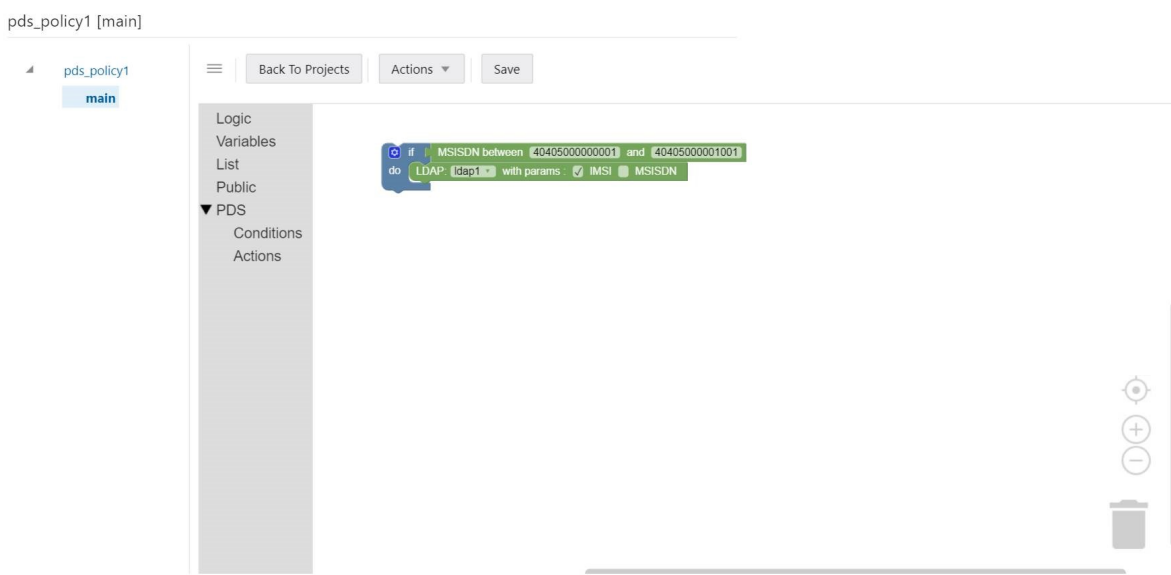 pds_policy1 [main]
pds_policy1
main
Back To Projects
Actions
Save
Logic
Variables
List
Public
PDS
Conditions
Actions
if MSISDN between 40405000000001 and 40405000001001
do LDAP: ldap1 with params : IMSI MSISDN